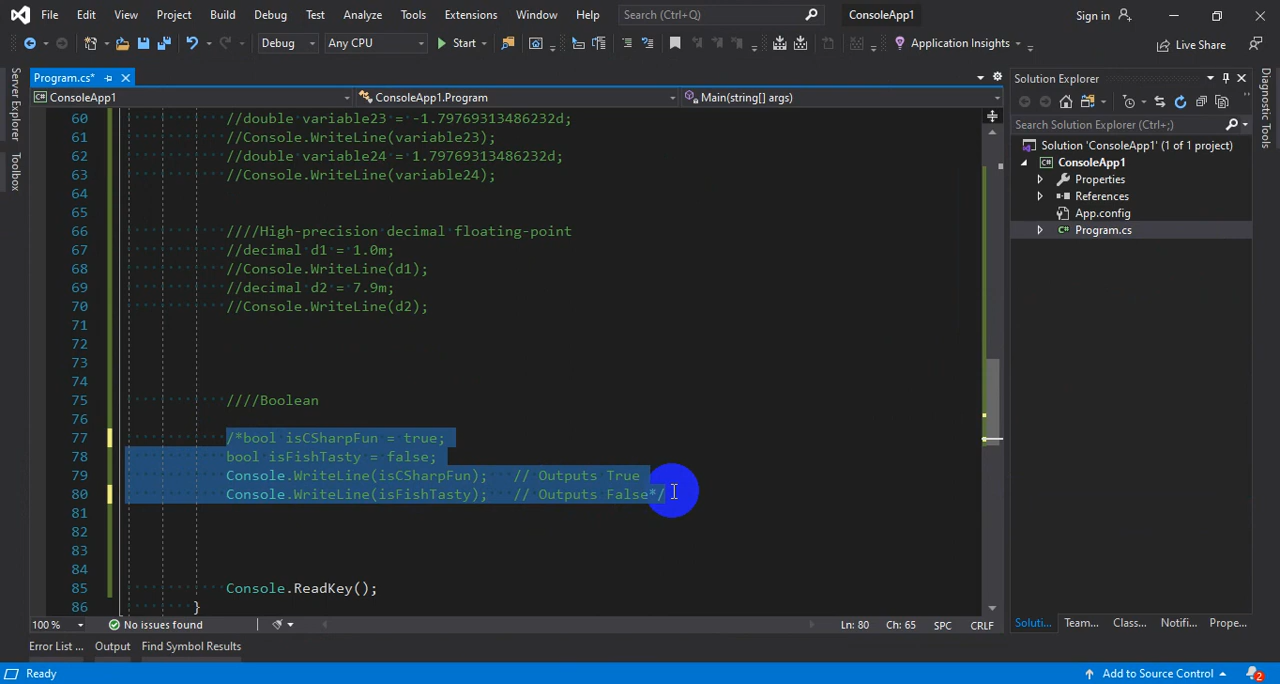 File Edit View Project Build Debug Test Analyze Tools Extensions Window Help Search (Ctrl+Q) ConsoleApp1 Sign in
Debug Any CPU Start Application Insights Live Share
Server Explorer
Toolbox
Program.cs*
ConsoleApp1 ConsoleApp1.Program Main(string[] args)
60 //double variable23 = -1.79769313486232d;
61 //Console.WriteLine(variable23);
62 //double variable24 = 1.79769313486232d;
63 //Console.WriteLine(variable24);
64
65
66 ////High-precision decimal floating-point
67 //decimal d1 = 1.0m;
68 //Console.WriteLine(d1);
69 //decimal d2 = 7.9m;
70 //Console.WriteLine(d2);
71
72
73
74
75 ////Boolean
76
77 /*bool isCSharpFun = true;
78 bool isFishTasty = false;
79 Console.WriteLine(isCSharpFun); // Outputs True
80 Console.WriteLine(isFishTasty); // Outputs False*/
81
82
83
84
85 Console.ReadKey();
86 }
100 % No issues found Ln: 80 Ch: 65 SPC CRLF
Error List ... Output Find Symbol Results
Ready Add to Source Control 2
Solution Explorer
Search Solution Explorer (Ctrl+;)
Solution 'ConsoleApp1' (1 of 1 project)
ConsoleApp1
Properties
References
App.config
C# Program.cs
Soluti... Team... Class... Notifi... Prope...
Diagnostic Tools